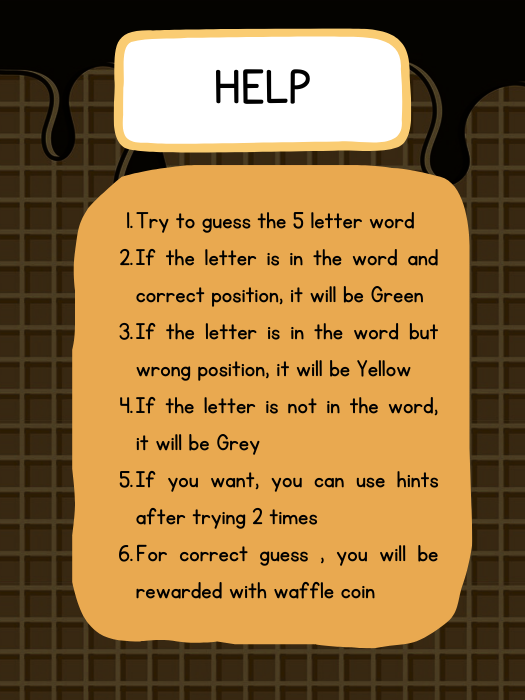 HELP
1. Try to guess the 5 letter word
2. If the letter is in the word and
correct position, it will be Green
3. If the letter is in the word but
wrong position, it will be Yellow
4. If the letter is not in the word,
it will be Grey
5. If you want, you can use hints
after trying 2 times
6. For correct guess , you will be
rewarded with waffle coin